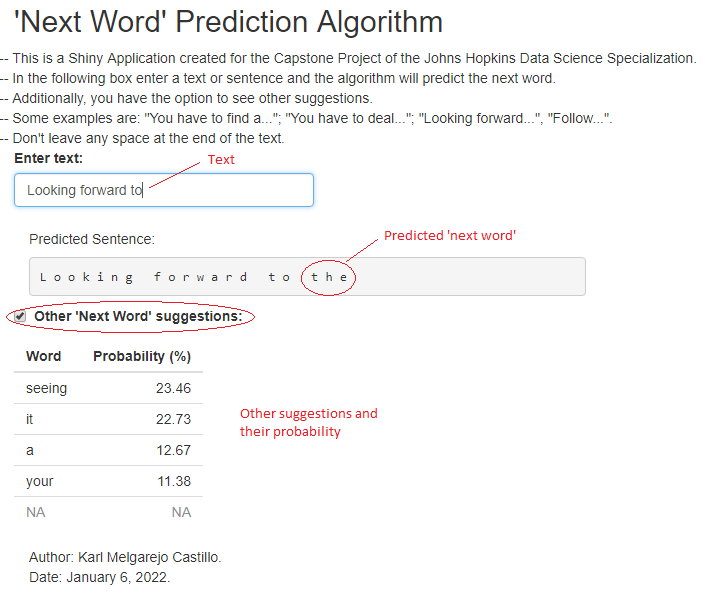 'Next Word' Prediction Algorithm
-- This is a Shiny Application created for the Capstone Project of the Johns Hopkins Data Science Specialization.
-- In the following box enter a text or sentence and the algorithm will predict the next word.
-- Additionally, you have the option to see other suggestions.
-- Some examples are: "You have to find a..."; "You have to deal..."; "Looking forward...", "Follow...".
-- Don't leave any space at the end of the text.
Enter text:
Text
Looking forward to
Predicted 'next word'
Predicted Sentence:
Looking forward to the
Other 'Next Word' suggestions:
Word Probability (%)
seeing 23.46
it 22.73
Other suggestions and
their probability
a 12.67
your 11.38
NA NA
Author: Karl Melgarejo Castillo.
Date: January 6, 2022.